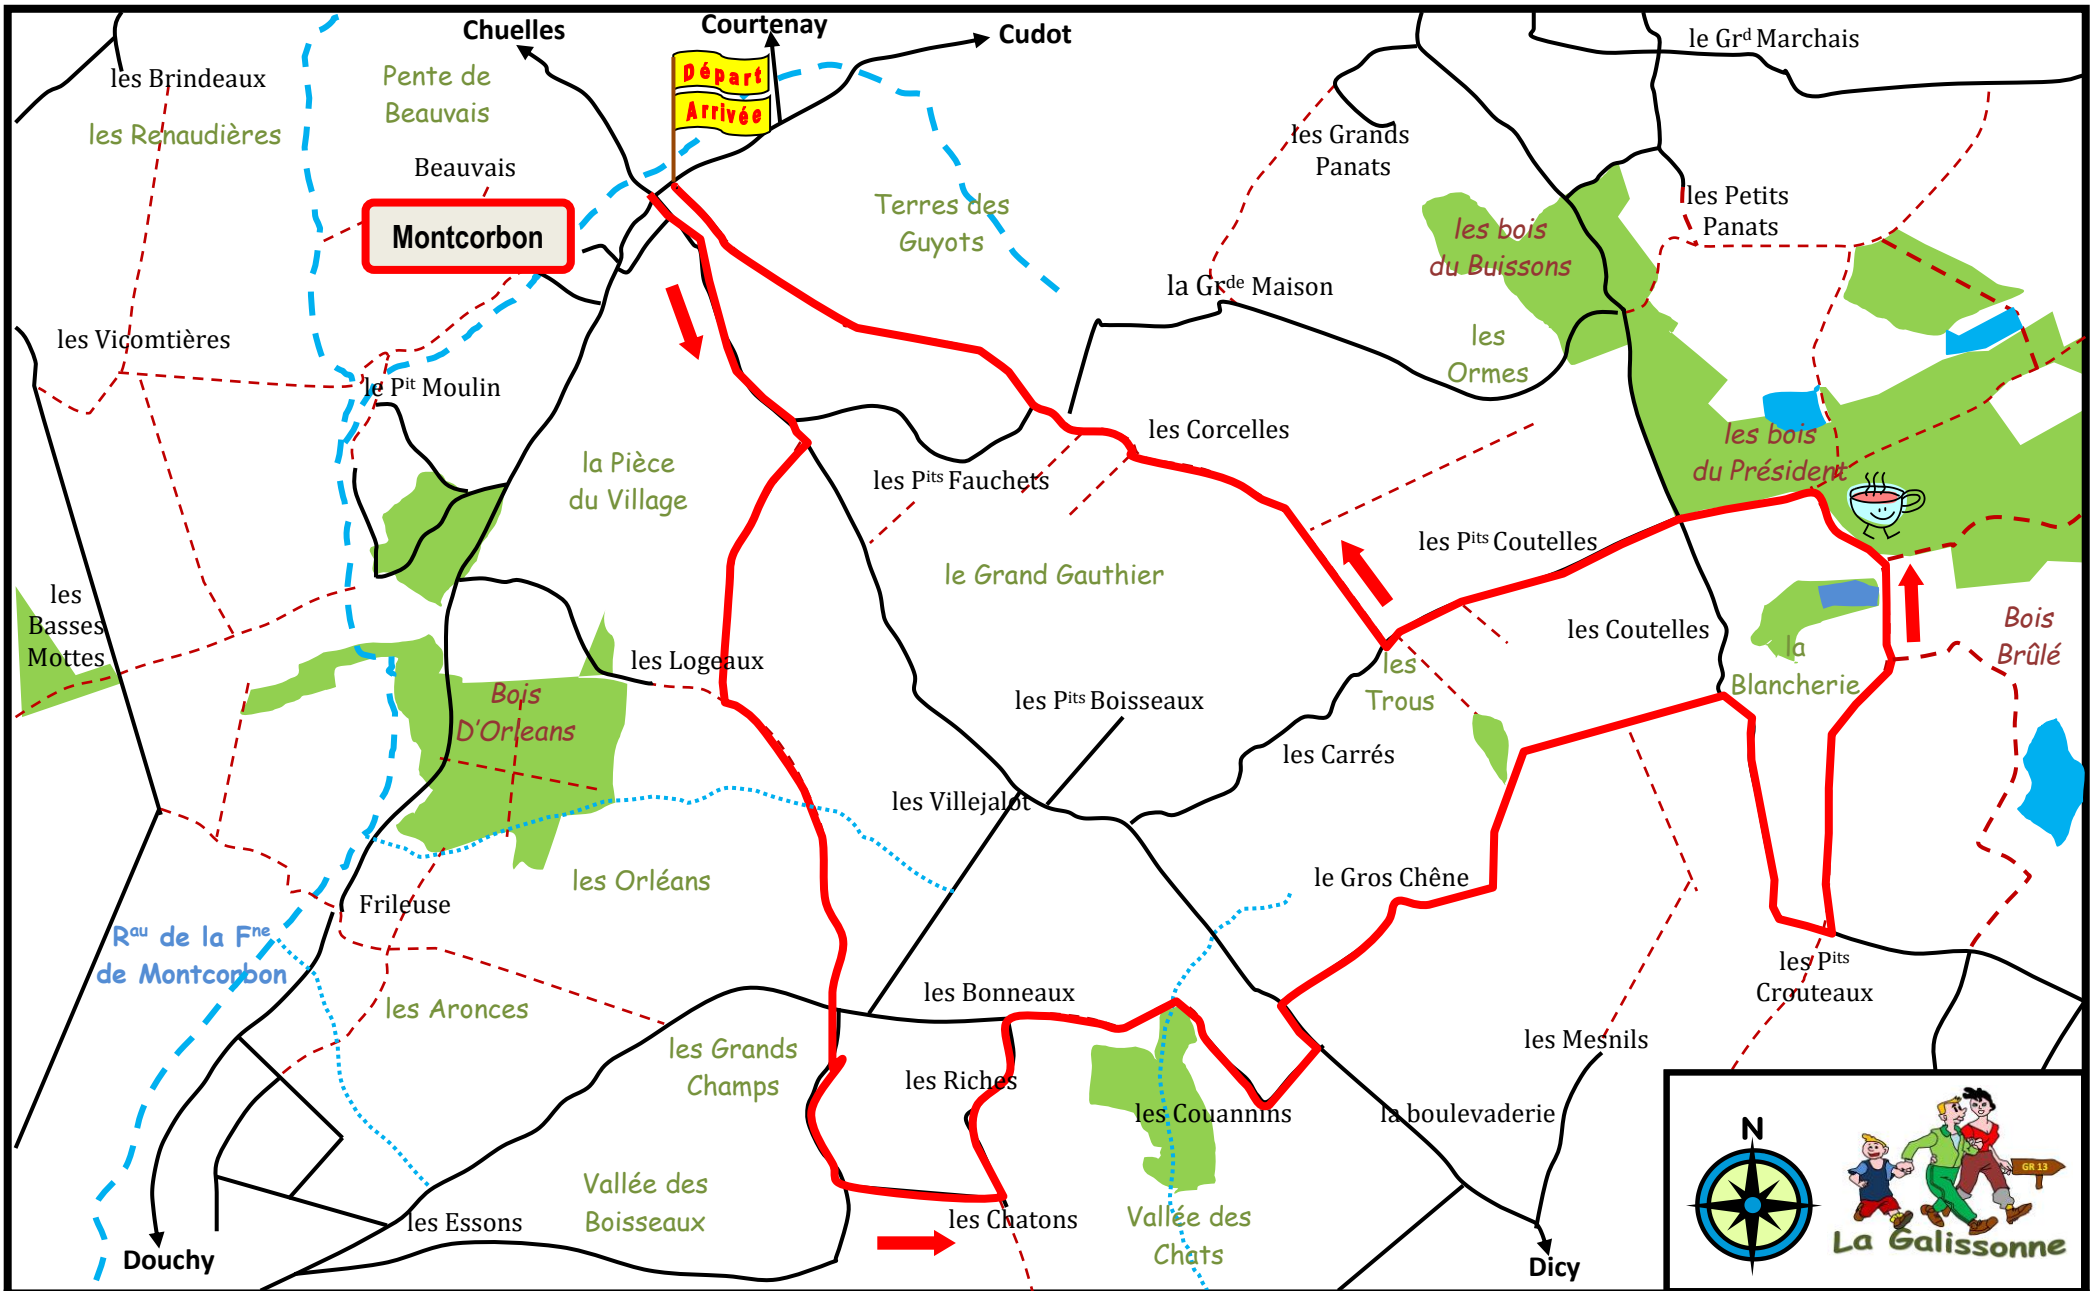 Chuelles
Courtenay
Cudot
le Grd Marchais
les Brindeaux
Pente de
Beauvais
Départ
Arrivée
les Renaudières
les Grands
Panats
Beauvais
Terres des
Guyots
les Petits
Panats
Montcorbon
les bois
du Buissons
la Grde Maison
les Vicomtières
les
Ormes
le Pit Moulin
les Corcelles
les bois
du Président
la Pièce
du Village
les Pits Fauchets
les Pits Coutelles
le Grand Gauthier
les
Basses
Mottes
les Coutelles
Bois
Brûlé
les Logeaux
les
Trous
la
Blancherie
Bois
D'Orleans
les Pits Boisseaux
les Carrés
les Villejalot
les Orléans
le Gros Chêne
Frileuse
Rau de la Fne
de Montcorbon
les Pits
Crouteaux
les Bonneaux
les Aronces
les Grands
Champs
les Mesnils
les Riches
les Couannins
la boulevaderie
N
GR 13
Vallée des
Boisseaux
les Essons
les Chatons
Vallée des
Chats
La Galissonne
Douchy
Dicy